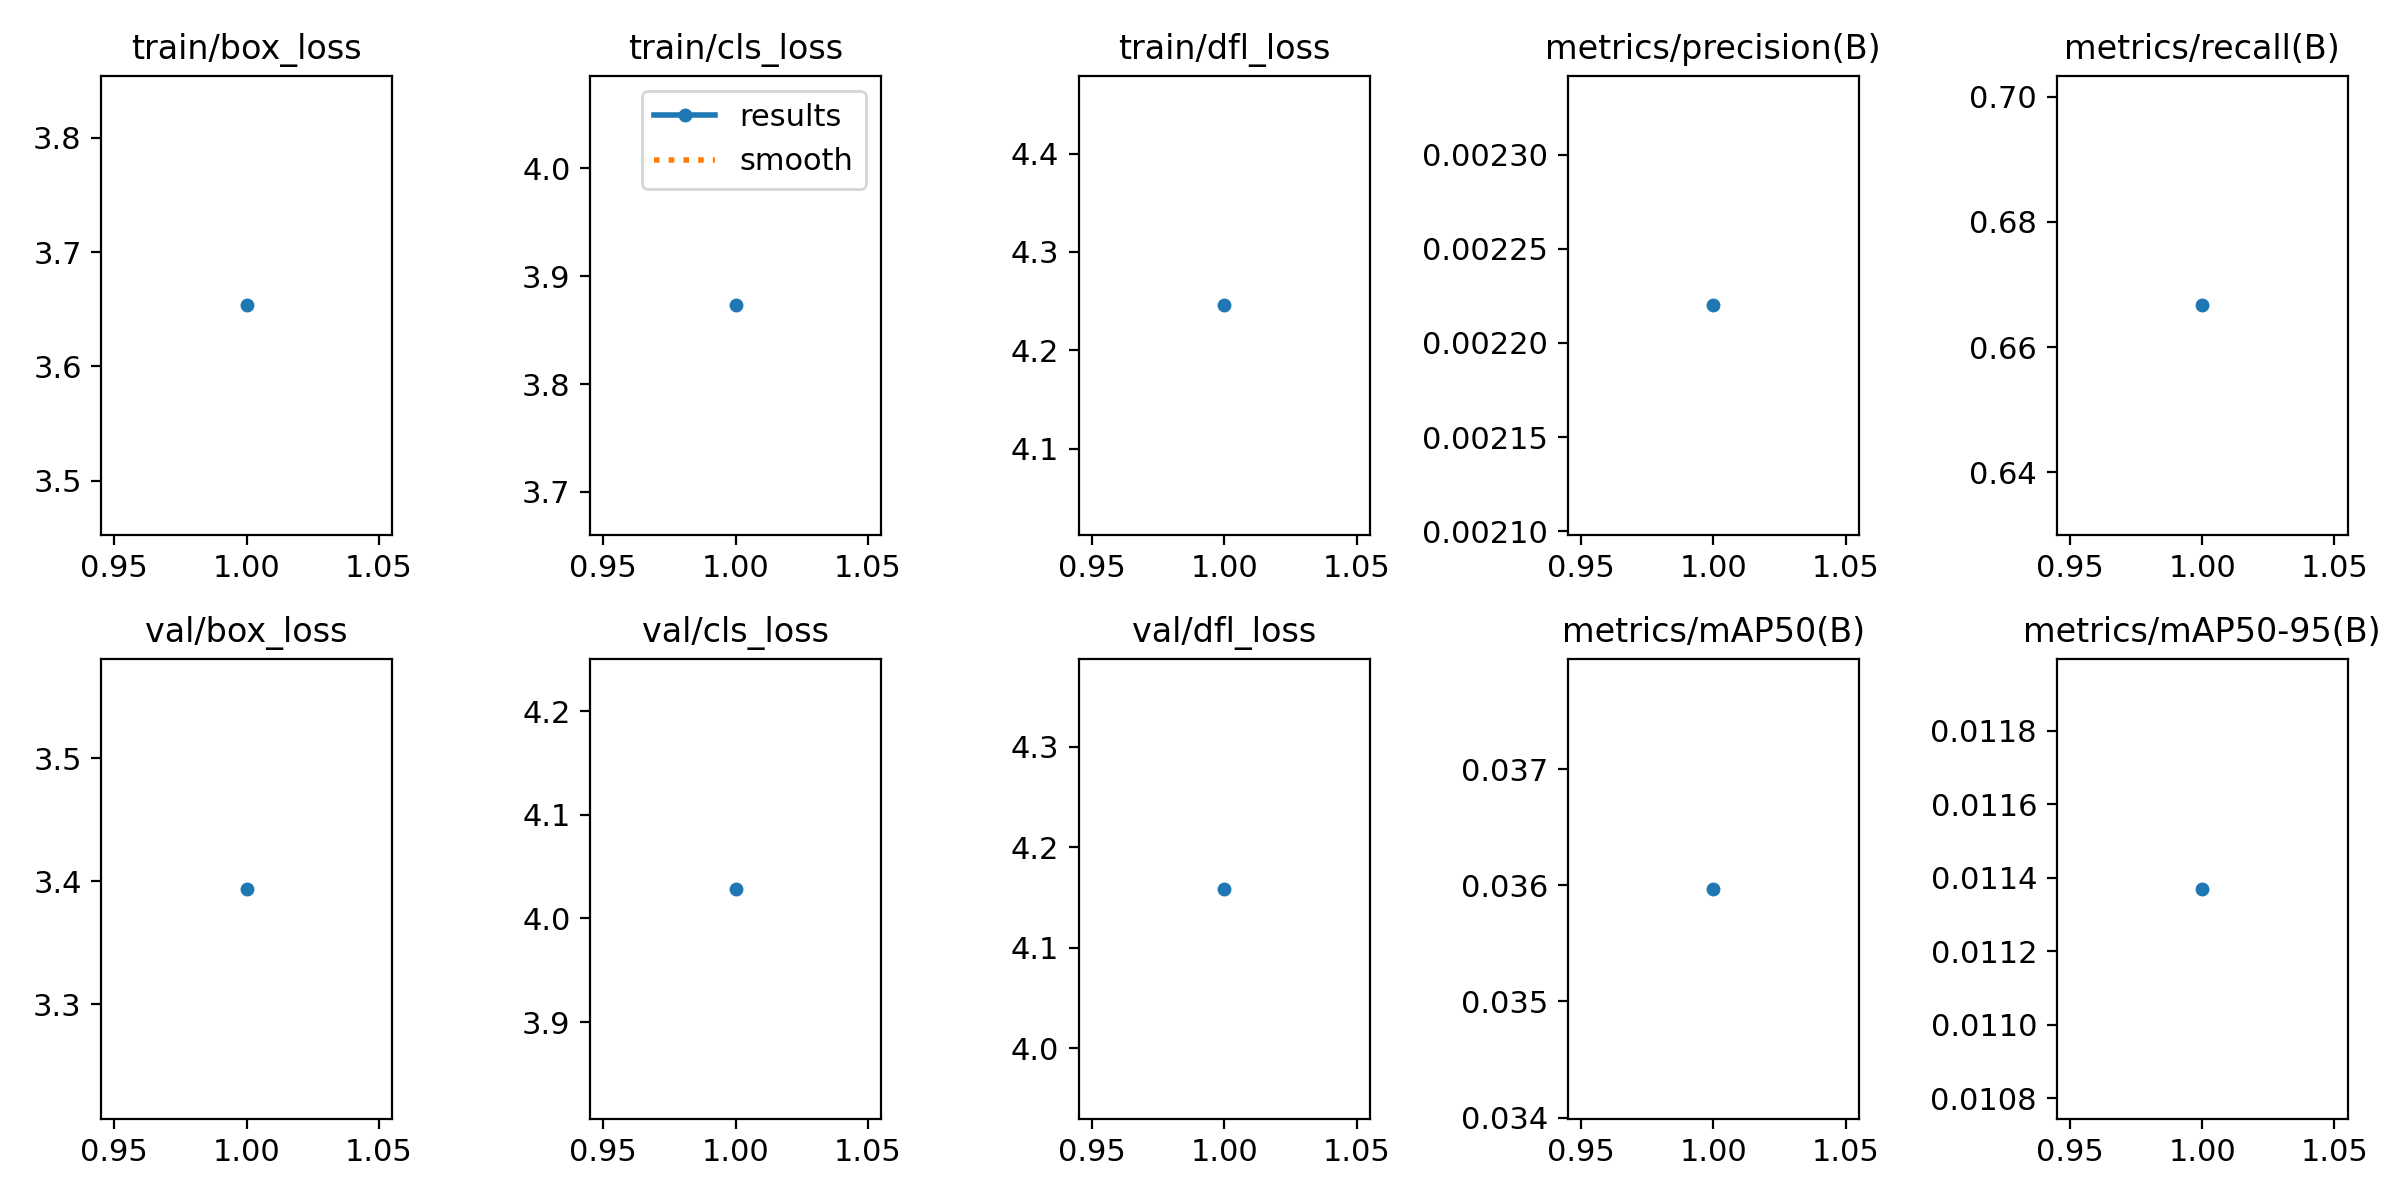 train/box_loss
3.8
3.7
3.6
3.5
0.95 1.00 1.05
train/cls_loss
results
smooth
4.0
3.9
3.8
3.7
0.95 1.00 1.05
train/dfl_loss
4.4
4.3
4.2
4.1
0.95 1.00 1.05
metrics/precision(B)
0.00230
0.00225
0.00220
0.00215
0.00210
0.95 1.00 1.05
metrics/recall(B)
0.70
0.68
0.66
0.64
0.95 1.00 1.05
val/box_loss
3.5
3.4
3.3
0.95 1.00 1.05
val/cls_loss
4.2
4.1
4.0
3.9
0.95 1.00 1.05
val/dfl_loss
4.3
4.2
4.1
4.0
0.95 1.00 1.05
metrics/mAP50(B)
0.037
0.036
0.035
0.034
0.95 1.00 1.05
metrics/mAP50-95(B)
0.0118
0.0116
0.0114
0.0112
0.0110
0.0108
0.95 1.00 1.05